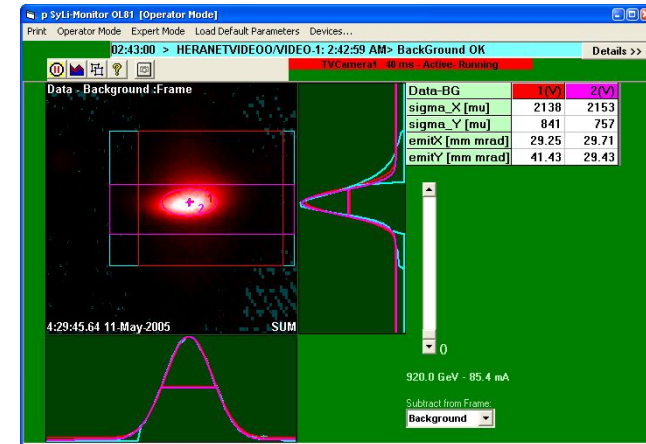 p SyLi-Monitor OL81 [Operator Mode]
Print Operator Mode Expert Mode Load Default Parameters Devices...
02:43:00 > HERANETVIDEOO/VIDEO-1: 2:42:59 AM> BackGround OK
Details >>
TVCamera1 40 ms - Active- Running
Data - Background :Frame
Data-BG 1(V) 2(V)
sigma_X [mu] 2138 2153
sigma_Y [mu] 841 757
emitX [mm mrad] 29.25 29.71
emitY [mm mrad] 41.43 29.43
1
2
4:29:45.64 11-May-2005 SUM
0
920.0 GeV - 85.4 mA
Subtract from Frame:
Background